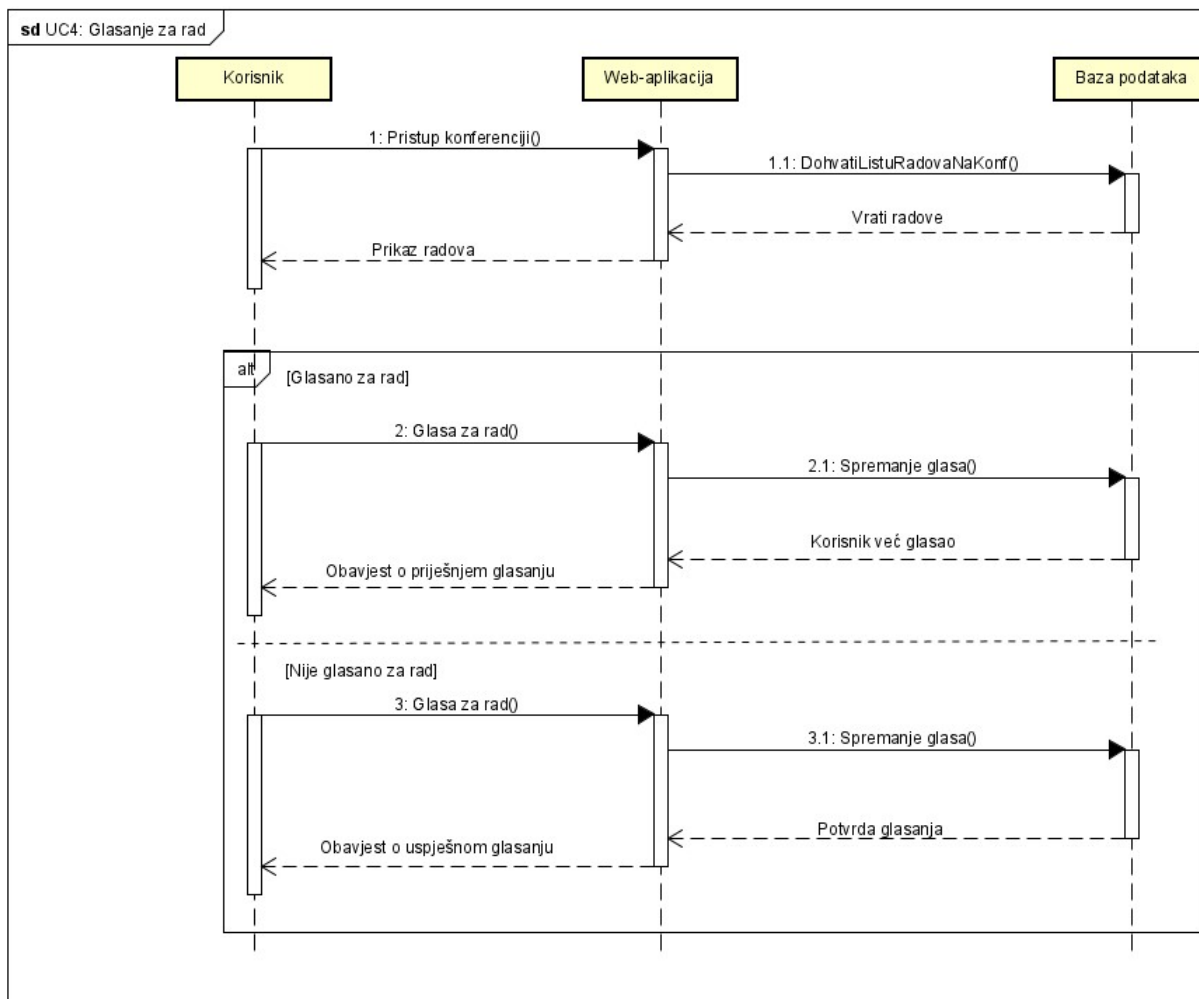 sd UC4: Glasanje za rad
Korisnik
Web-aplikacija
Baza podataka
1: Pristup konferenciji()
1.1: DohvatiListuRadovaNaKonf()
Vrati radove
Prikaz radova
alt
[Glasano za rad]
2: Glasa za rad()
2.1: Spremanje glasa()
Korisnik već glasao
Obavjest o priješnjem glasanju
[Nije glasano za rad]
3: Glasa za rad()
3.1: Spremanje glasa()
Potvrda glasanja
Obavjest o uspješnom glasanju